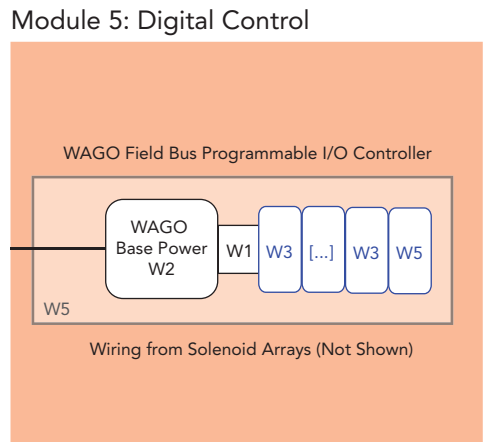 Module 5: Digital Control
WAGO Field Bus Programmable I/O Controller
WAGO
Base Power
W2
W1
W3
[...]
W3
W5
W5
Wiring from Solenoid Arrays (Not Shown)